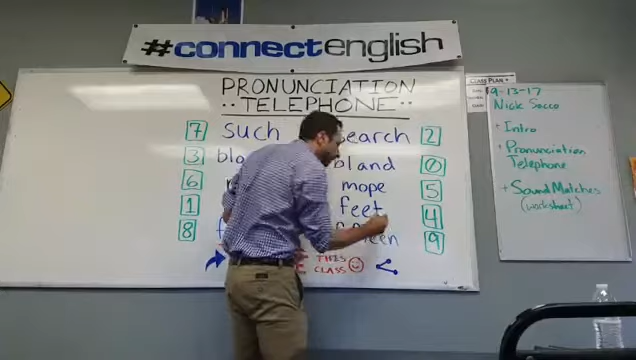 #connectenglish
PRONUNCIATION
TELEPHONE
7 such search 2
3 bland 0
6 mope 5
1 feet 4
8 9
THIS
CLASS
CLASS PLAN
9-13-17
Nick Sacco
+ Intro
+ Pronunciation
Telephone
+ Sound Matches
(worksheet)